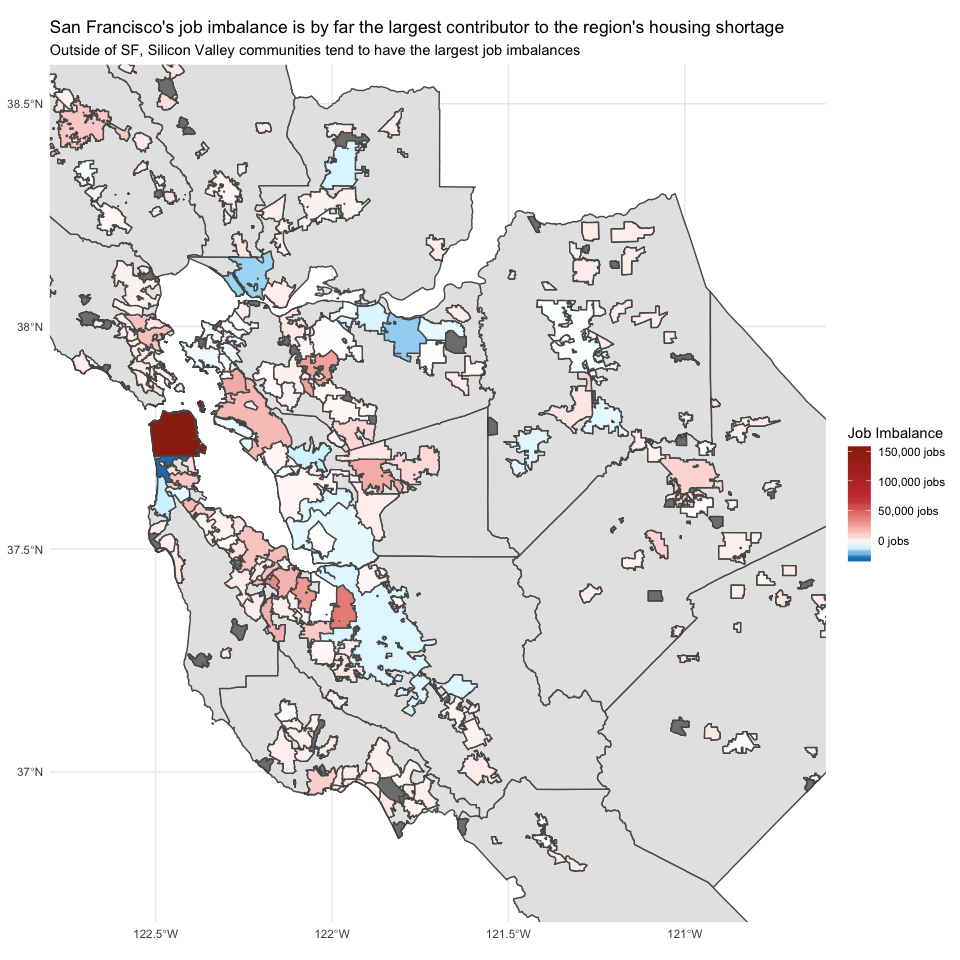 San Francisco's job imbalance is by far the largest contributor to the region's housing shortage
Outside of SF, Silicon Valley communities tend to have the largest job imbalances
38.5°N
38°N
37.5°N
37°N
122.5°W
122°W
121.5°W
121°W
Job Imbalance
150,000 jobs
100,000 jobs
50,000 jobs
0 jobs